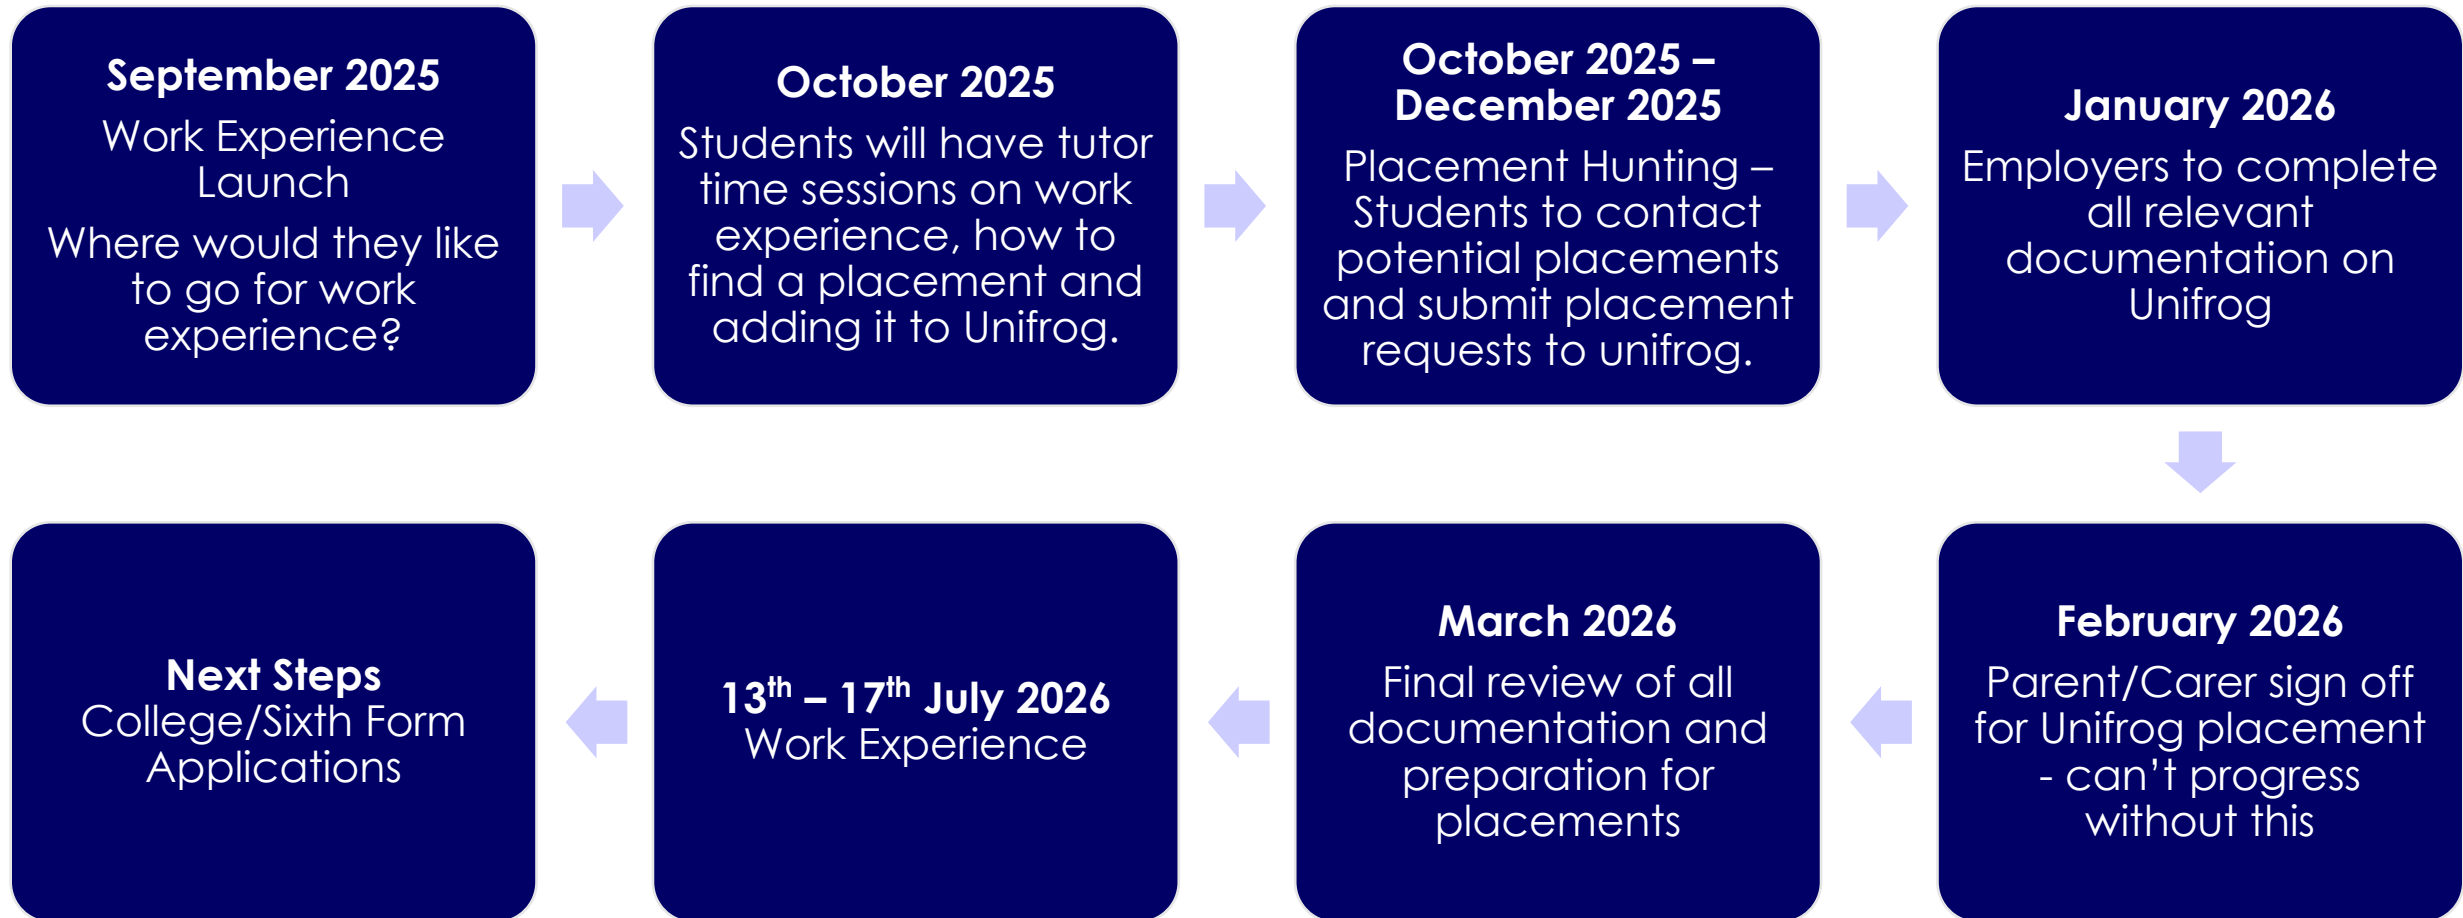 September 2025
Work Experience
Launch
Where would they like
to go for work
experience?
October 2025
Students will have tutor
time sessions on work
experience, how to
find a placement and
adding it to Unifrog.
October 2025 –
December 2025
Placement Hunting –
Students to contact
potential placements
and submit placement
requests to unifrog.
January 2026
Employers to complete
all relevant
documentation on
Unifrog
February 2026
Parent/Carer sign off
for Unifrog placement
- can’t progress
without this
March 2026
Final review of all
documentation and
preparation for
placements
13th – 17th July 2026
Work Experience
Next Steps
College/Sixth Form
Applications